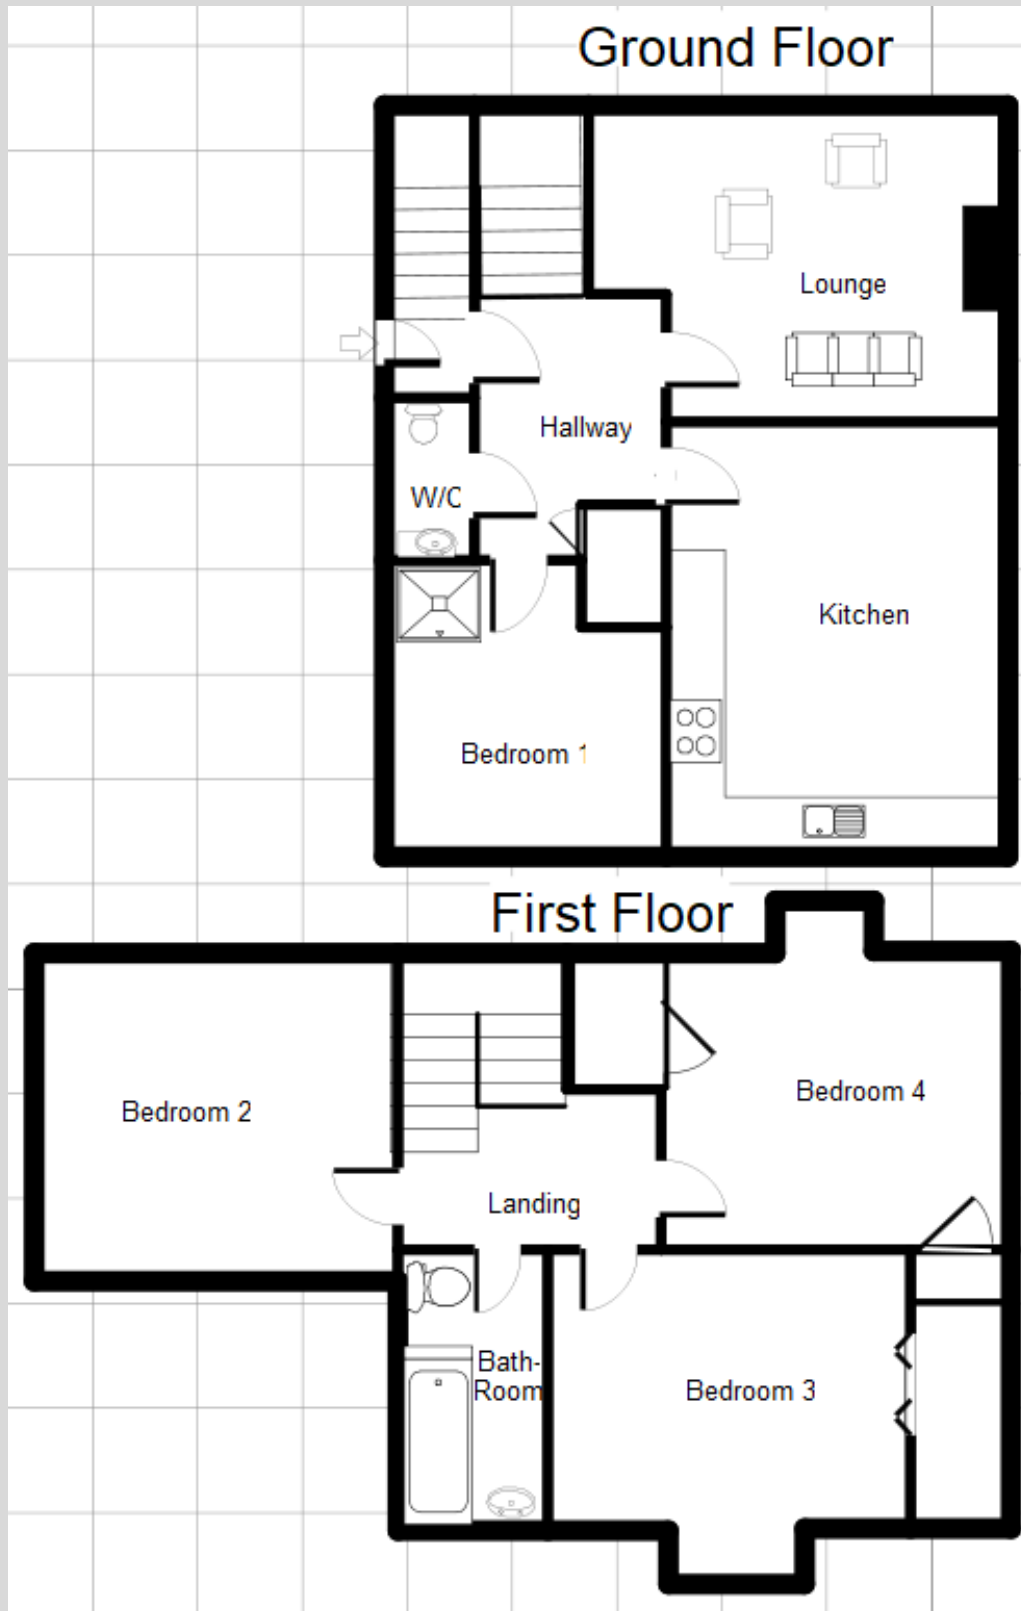 Ground Floor
Lounge
Hallway
W/C
Kitchen
Bedroom 1
First Floor
Bedroom 4
Bedroom 2
Landing
Bath-
Room
Bedroom 3